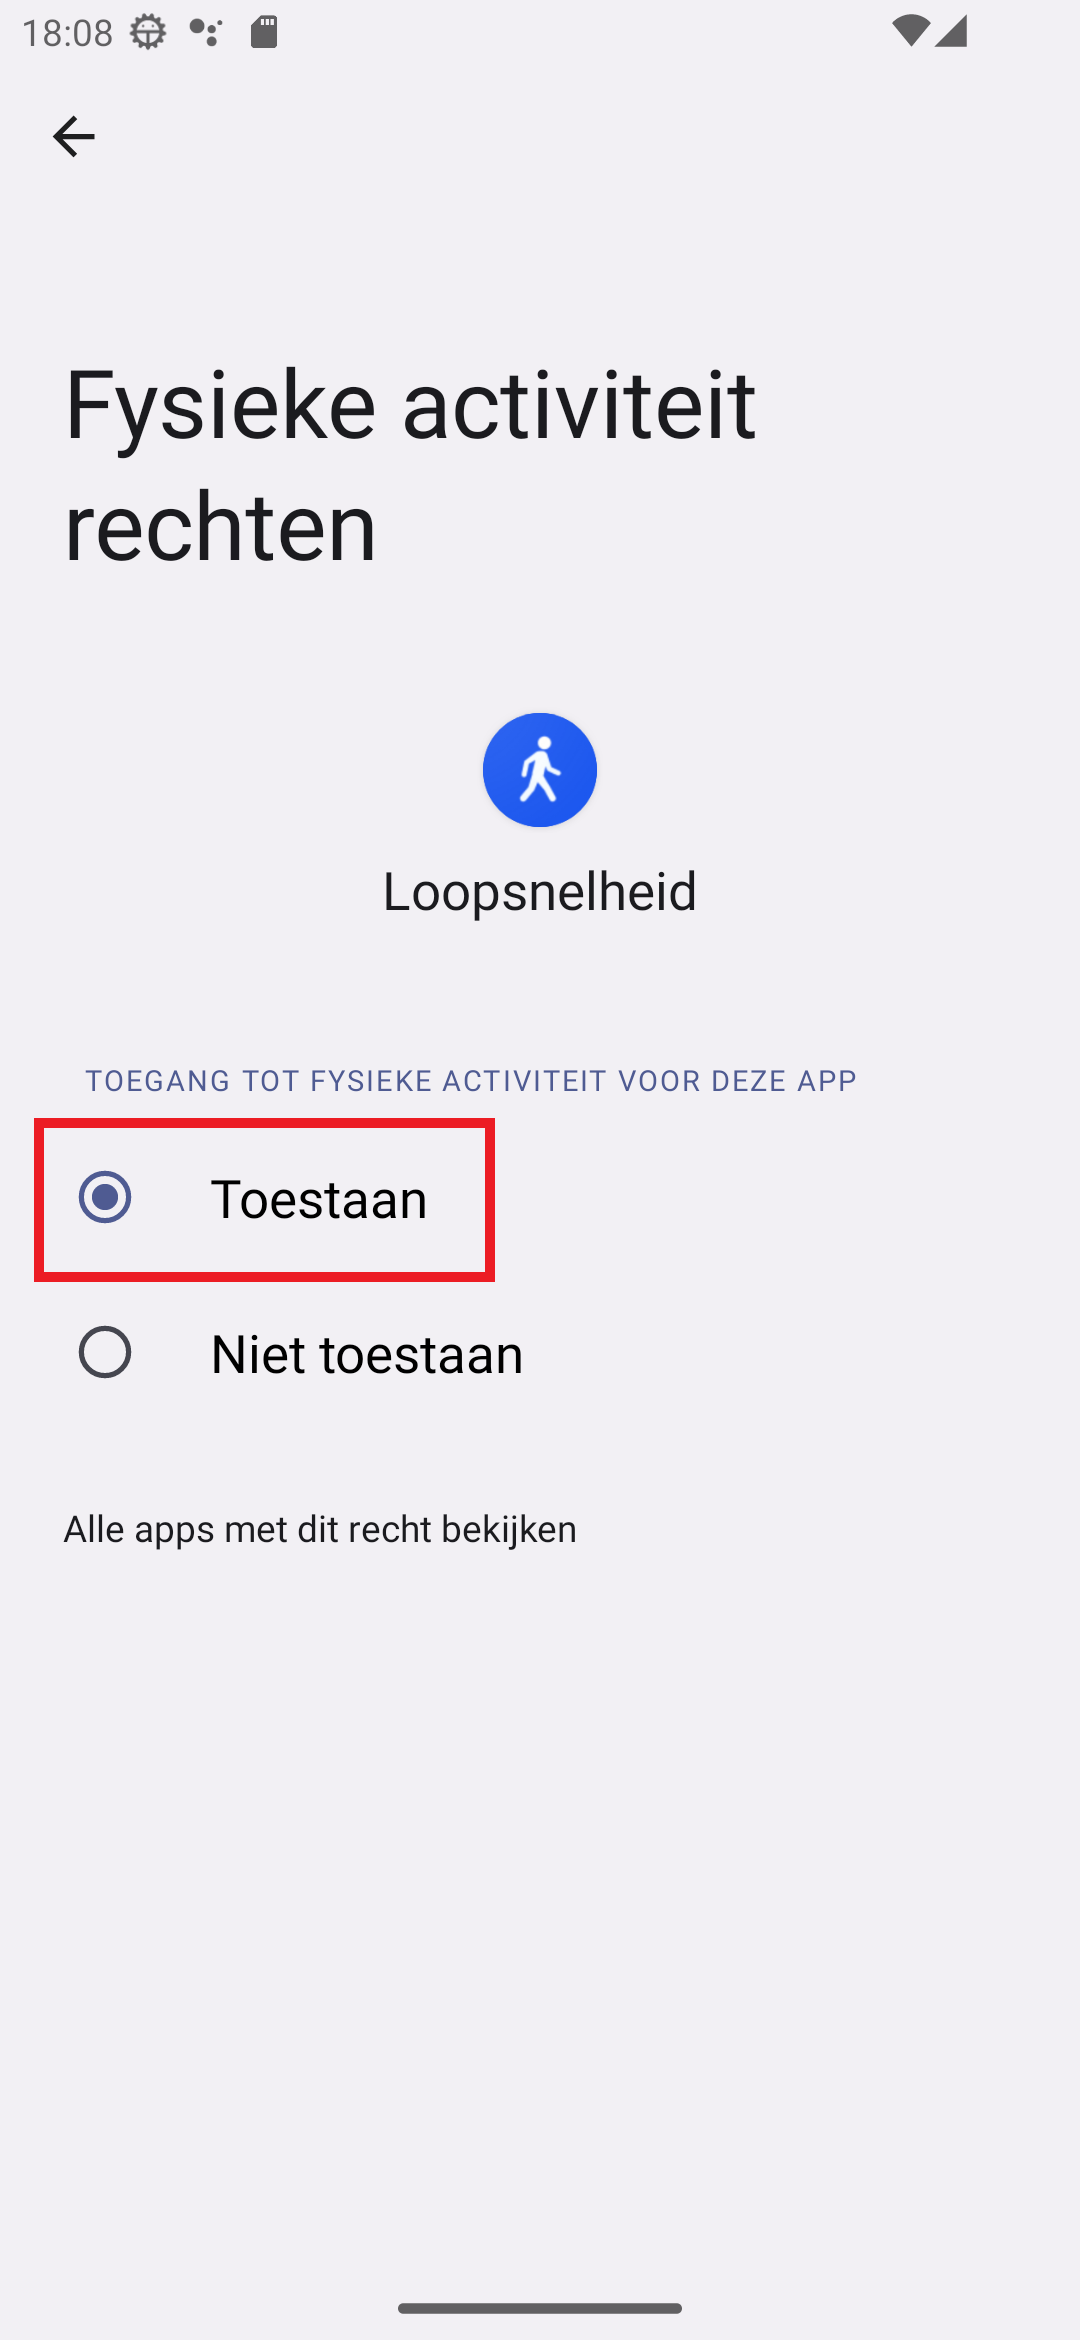 18:08
Fysieke activiteit
rechten
Loopsnelheid
TOEGANG TOT FYSIEKE ACTIVITEIT VOOR DEZE APP
Toestaan
Niet toestaan
Alle apps met dit recht bekijken